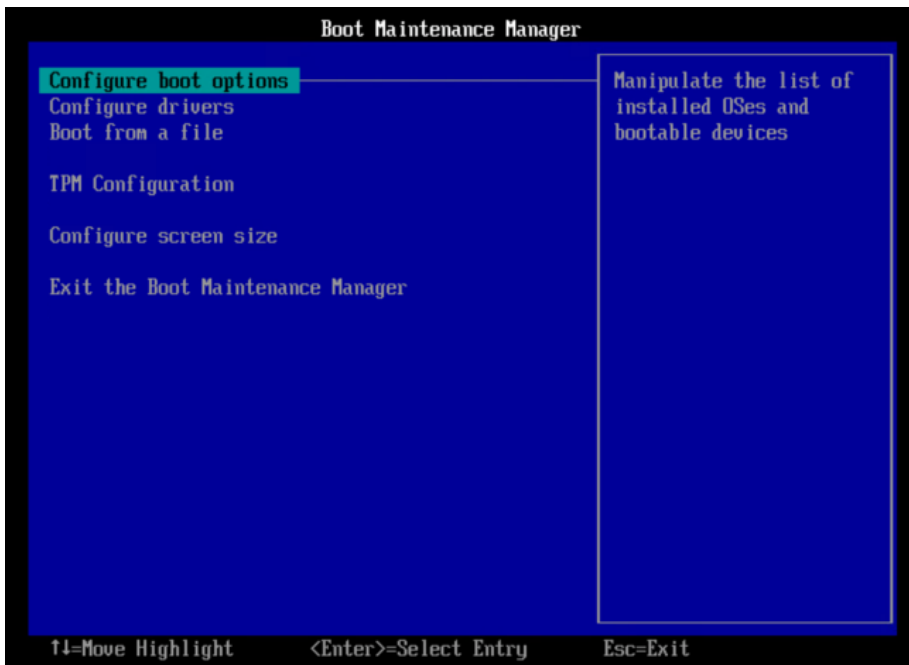 Boot Maintenance Manager
Configure boot options
Configure drivers
Boot from a file
TPM Configuration
Configure screen size
Exit the Boot Maintenance Manager
Manipulate the list of
installed OSes and
bootable devices
↑↓=Move Highlight <Enter>=Select Entry Esc=Exit